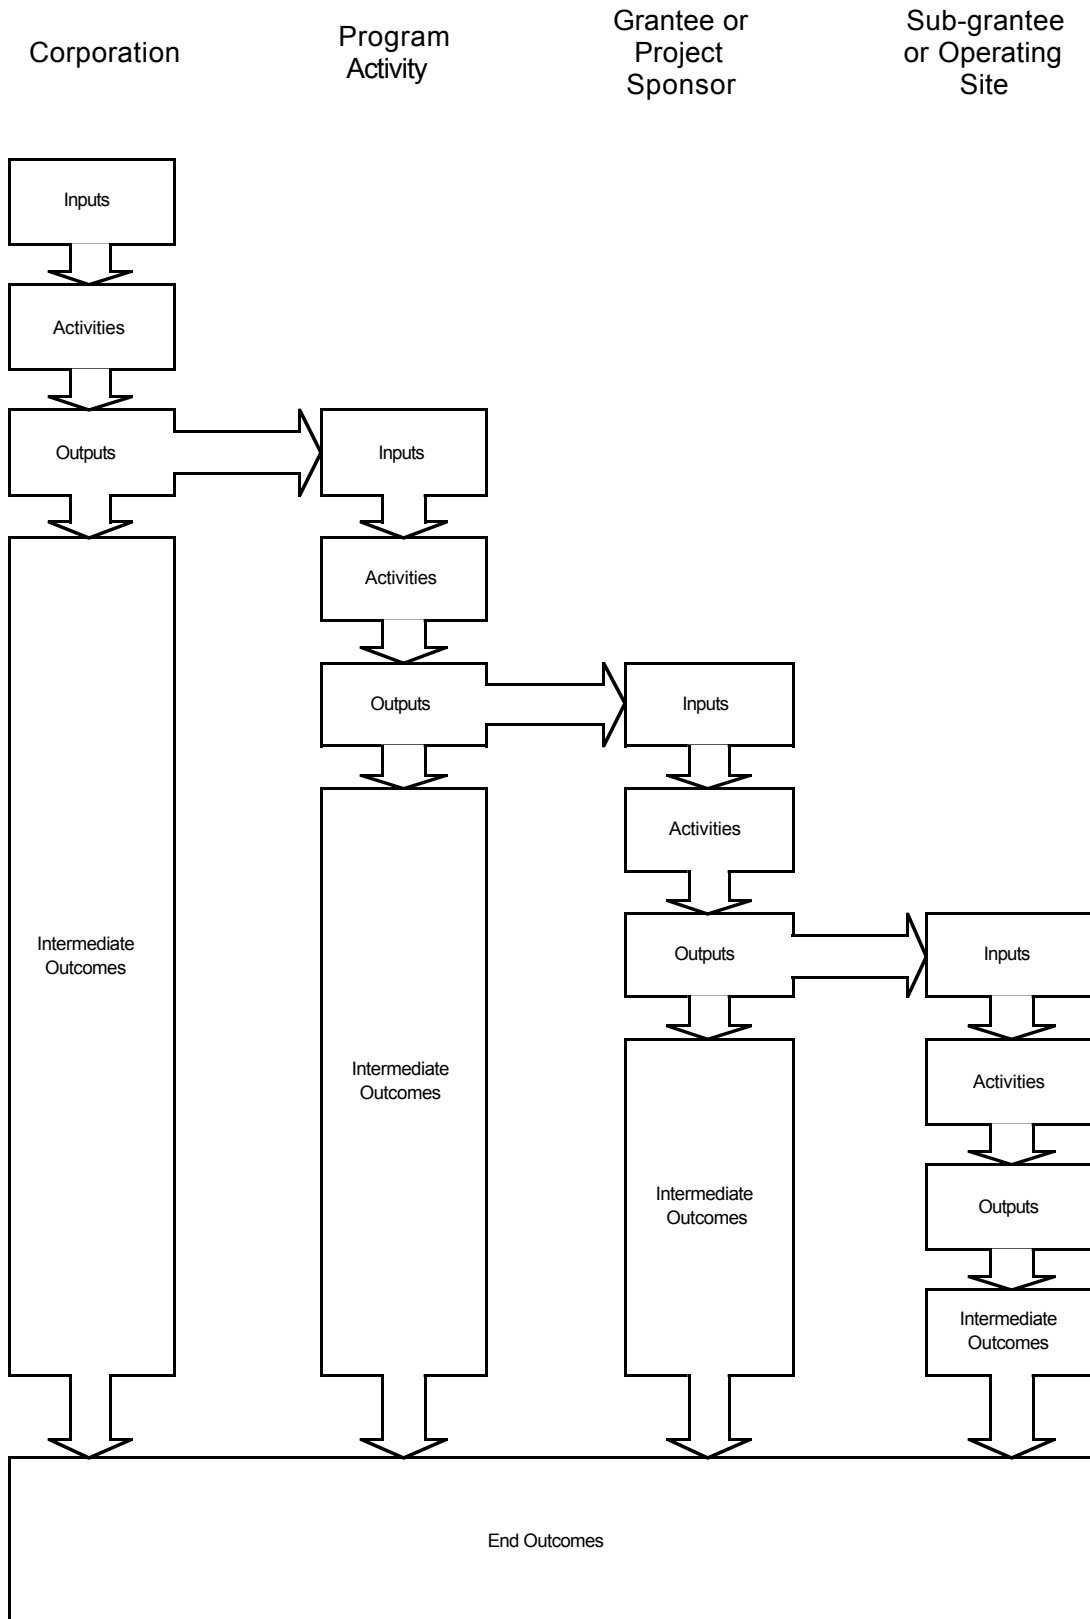 Corporation
Program
Activity
Grantee or
Project
Sponsor
Sub-grantee
or Operating
Site
Inputs
Activities
Outputs
Inputs
Activities
Outputs
Inputs
Activities
Intermediate
Outcomes
Outputs
Inputs
Intermediate
Outcomes
Activities
Intermediate
Outcomes
Outputs
Intermediate
Outcomes
End Outcomes